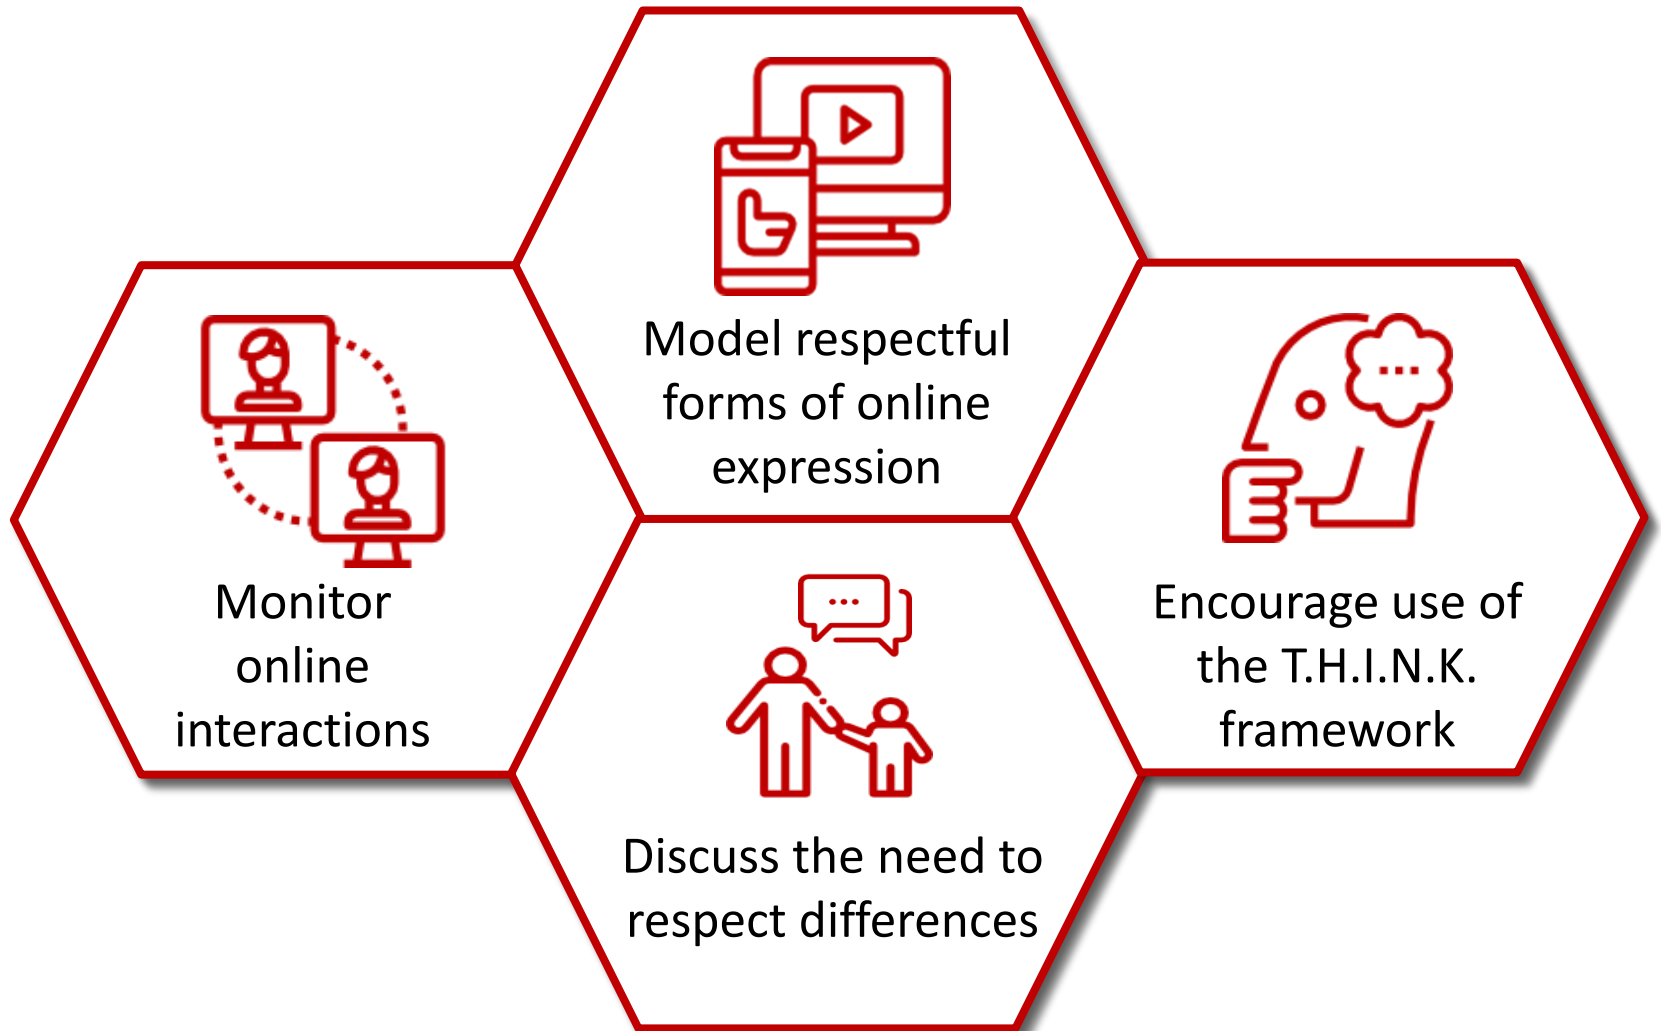 Model respectful
forms of online
expression
Monitor
online
interactions
Encourage use of
the T.H.I.N.K.
framework
Discuss the need to
respect differences